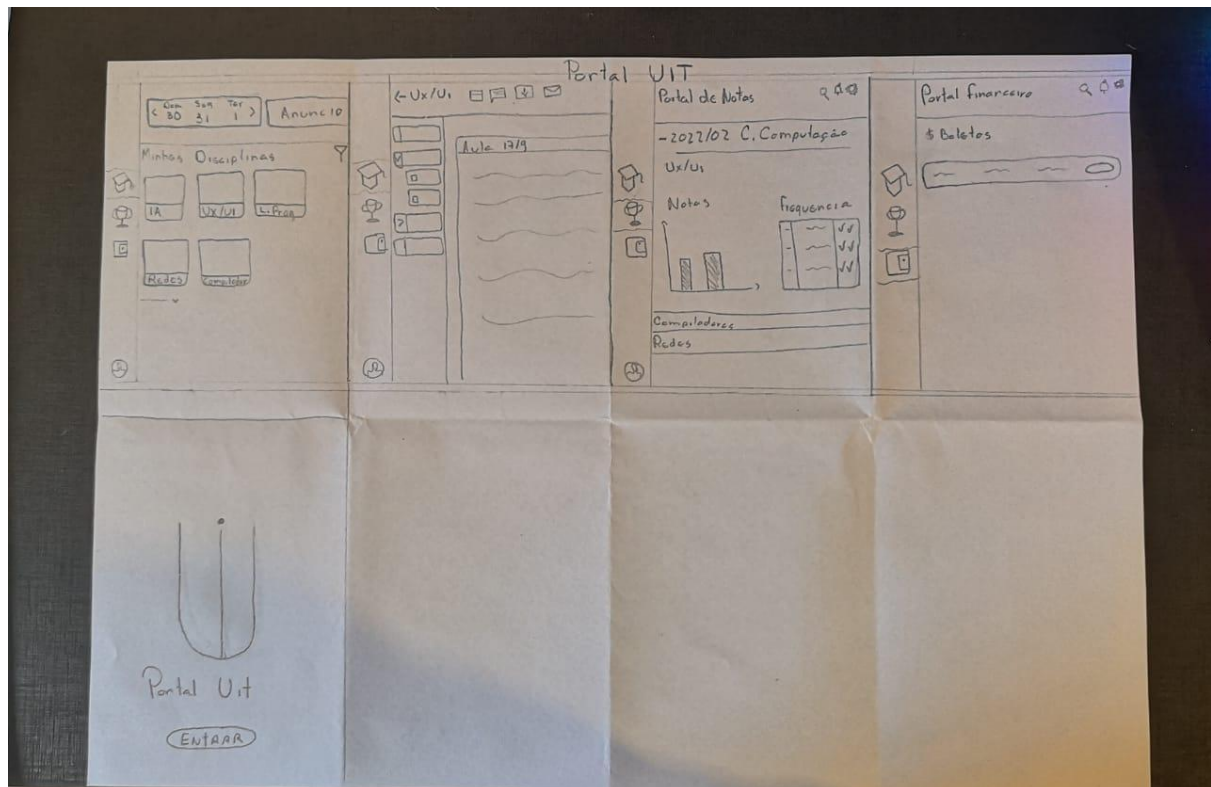 Portal UIT
< Dom Seg Ter >
30 31 1
Anuncio
Minhas Disciplinas
IA
Ux/UI
L. Prog
Redes
Compilador
<- Ux/Ui
Aula 17/9
Portal de Notas
- 2022/02 C. Computação
Ux/Ui
Notas
frequencia
Compiladores
Redes
Portal financeiro
$ Boletos
Portal Uit
ENTRAR